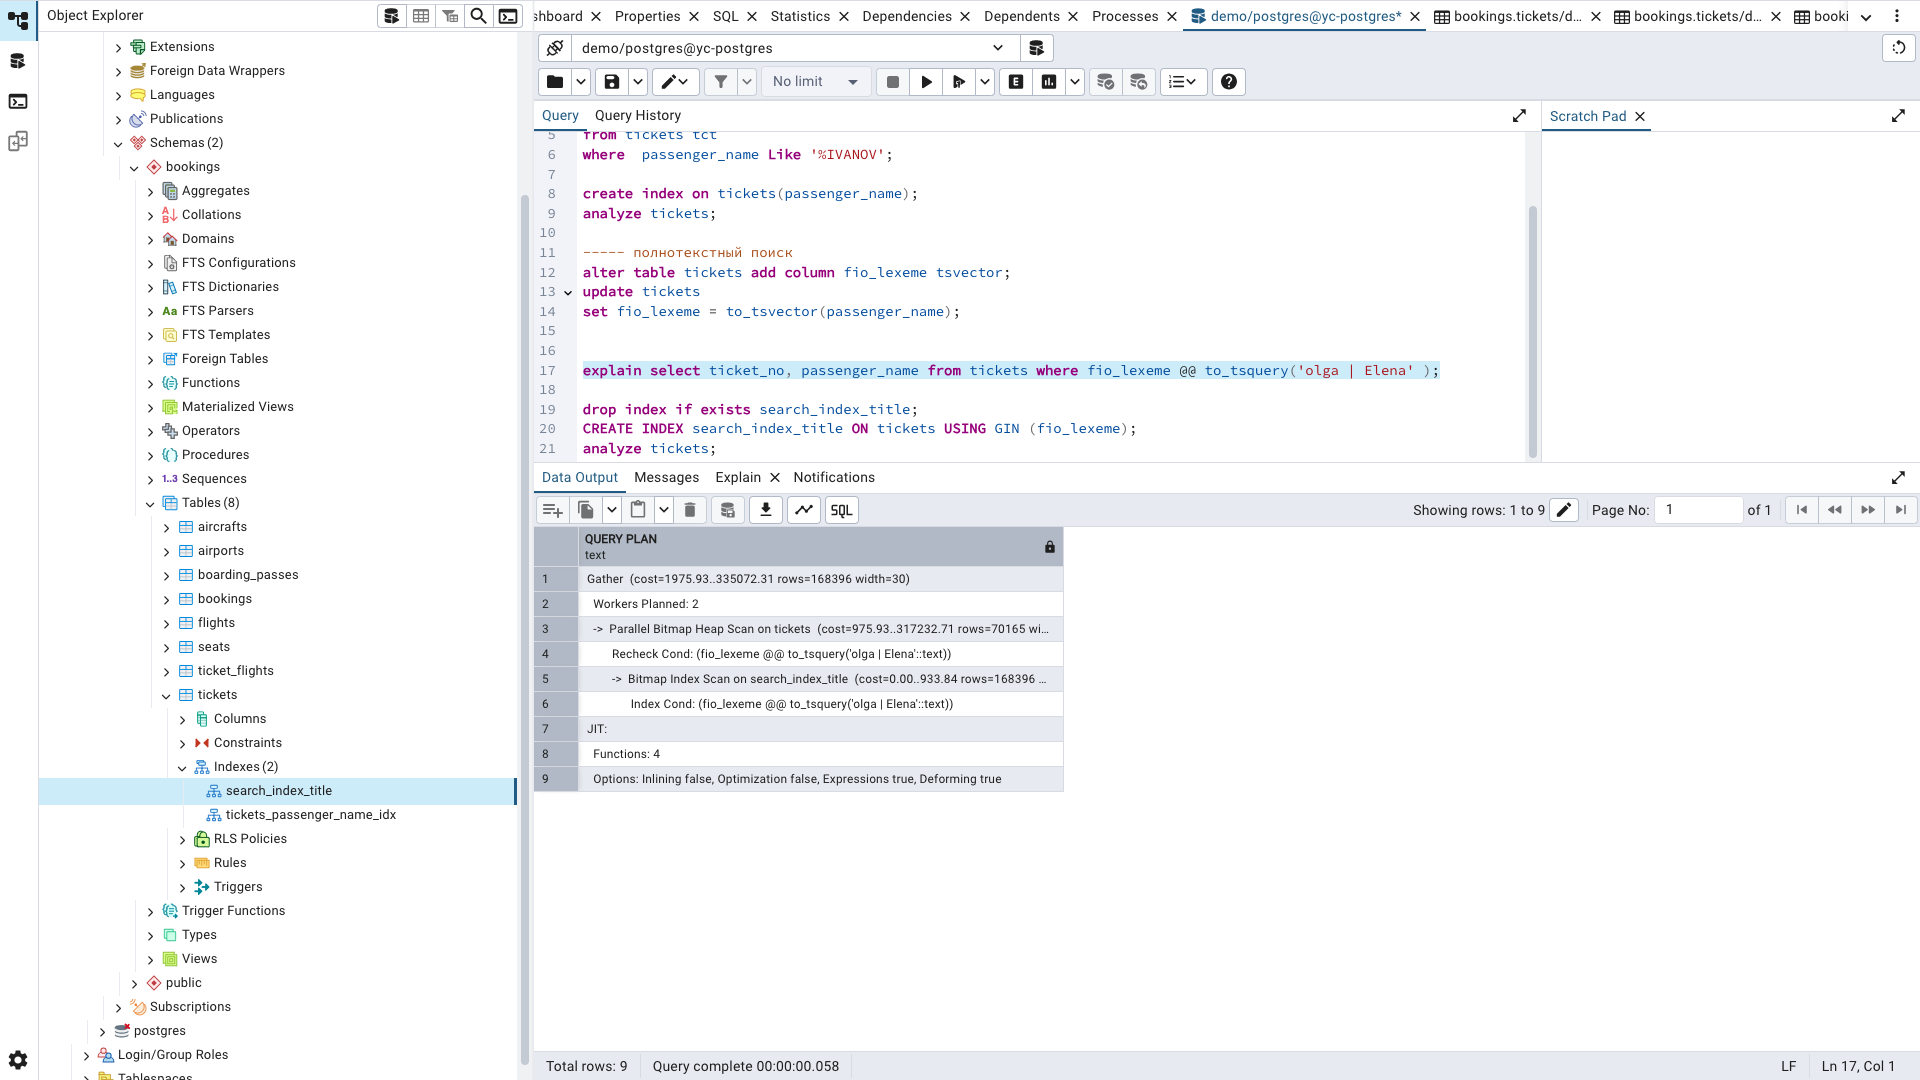 Object Explorer
Extensions
Foreign Data Wrappers
Languages
Publications
Schemas (2)
bookings
Aggregates
Collations
Domains
FTS Configurations
FTS Dictionaries
FTS Parsers
FTS Templates
Foreign Tables
Functions
Materialized Views
Operators
Procedures
1..3 Sequences
Tables (8)
aircrafts
airports
boarding_passes
bookings
flights
seats
ticket_flights
tickets
Columns
Constraints
Indexes (2)
search_index_title
tickets_passenger_name_idx
RLS Policies
Rules
Triggers
Trigger Functions
Types
Views
public
Subscriptions
postgres
Login/Group Roles
Tablespaces
shboard Properties SQL Statistics Dependencies Dependents Processes demo/postgres@yc-postgres* bookings.tickets/d... bookings.tickets/d... booki
demo/postgres@yc-postgres
No limit
Query Query History
Scratch Pad
5 from tickets tct
6 where  passenger_name Like '%IVANOV';
7
8 create index on tickets(passenger_name);
9 analyze tickets;
10
11 ----- полнотекстный поиск
12 alter table tickets add column fio_lexeme tsvector;
13 update tickets
14 set fio_lexeme = to_tsvector(passenger_name);
15
16
17 explain select ticket_no, passenger_name from tickets where fio_lexeme @@ to_tsquery('olga | Elena' );
18
19 drop index if exists search_index_title;
20 CREATE INDEX search_index_title ON tickets USING GIN (fio_lexeme);
21 analyze tickets;
Data Output Messages Explain Notifications
SQL
Showing rows: 1 to 9 Page No: 1 of 1
QUERY PLAN
text
1 Gather (cost=1975.93..335072.31 rows=168396 width=30)
2 Workers Planned: 2
3 -> Parallel Bitmap Heap Scan on tickets (cost=975.93..317232.71 rows=70165 wi...
4 Recheck Cond: (fio_lexeme @@ to_tsquery('olga | Elena'::text))
5 -> Bitmap Index Scan on search_index_title (cost=0.00..933.84 rows=168396 ...
6 Index Cond: (fio_lexeme @@ to_tsquery('olga | Elena'::text))
7 JIT:
8 Functions: 4
9 Options: Inlining false, Optimization false, Expressions true, Deforming true
Total rows: 9 Query complete 00:00:00.058 LF Ln 17, Col 1